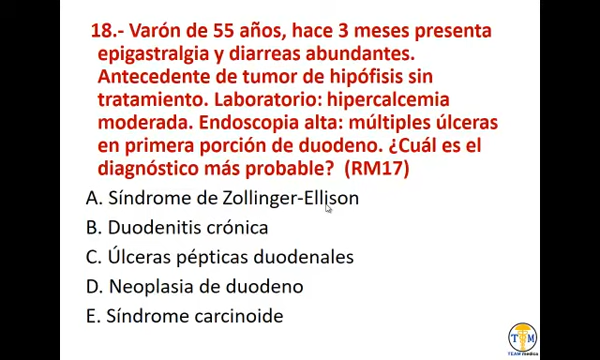 18.- Varón de 55 años, hace 3 meses presenta
epigastralgia y diarreas abundantes.
Antecedente de tumor de hipófisis sin
tratamiento. Laboratorio: hipercalcemia
moderada. Endoscopia alta: múltiples úlceras
en primera porción de duodeno. ¿Cuál es el
diagnóstico más probable? (RM17)
A. Síndrome de Zollinger-Ellison
B. Duodenitis crónica
C. Úlceras pépticas duodenales
D. Neoplasia de duodeno
E. Síndrome carcinoide
T M
TEAM medica